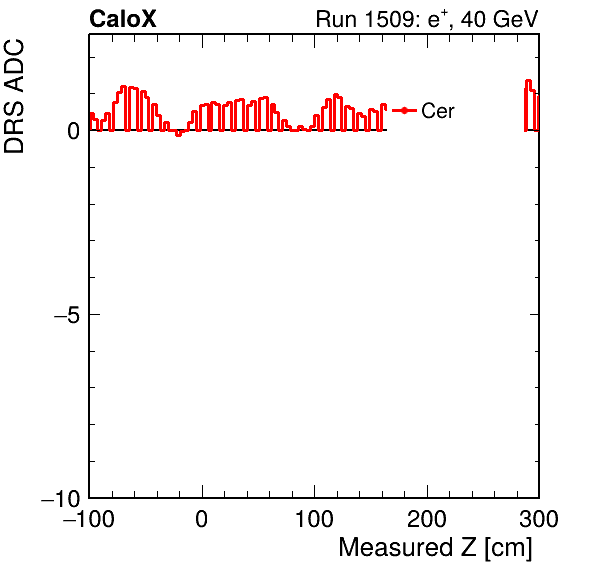 CaloX Run 1509: e⁺, 40 GeV
DRS ADC
Cer
0
−5
−10
−100 0 100 200 300
Measured Z [cm]